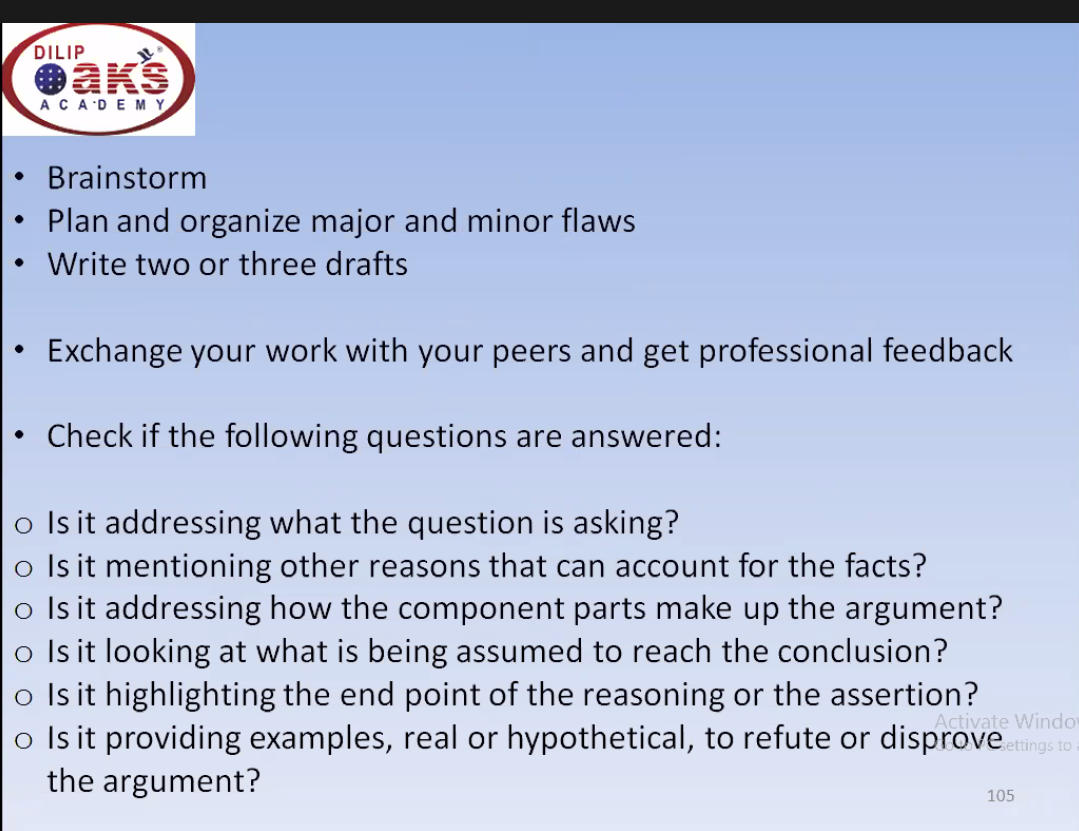 DILIP
OaKS
ACADEMY
• Brainstorm
• Plan and organize major and minor flaws
• Write two or three drafts
• Exchange your work with your peers and get professional feedback
• Check if the following questions are answered:
o Is it addressing what the question is asking?
o Is it mentioning other reasons that can account for the facts?
o Is it addressing how the component parts make up the argument?
o Is it looking at what is being assumed to reach the conclusion?
o Is it highlighting the end point of the reasoning or the assertion?
Activate Window
o Is it providing examples, real or hypothetical, to refute or disprove
Go to PC settings to
the argument?
105